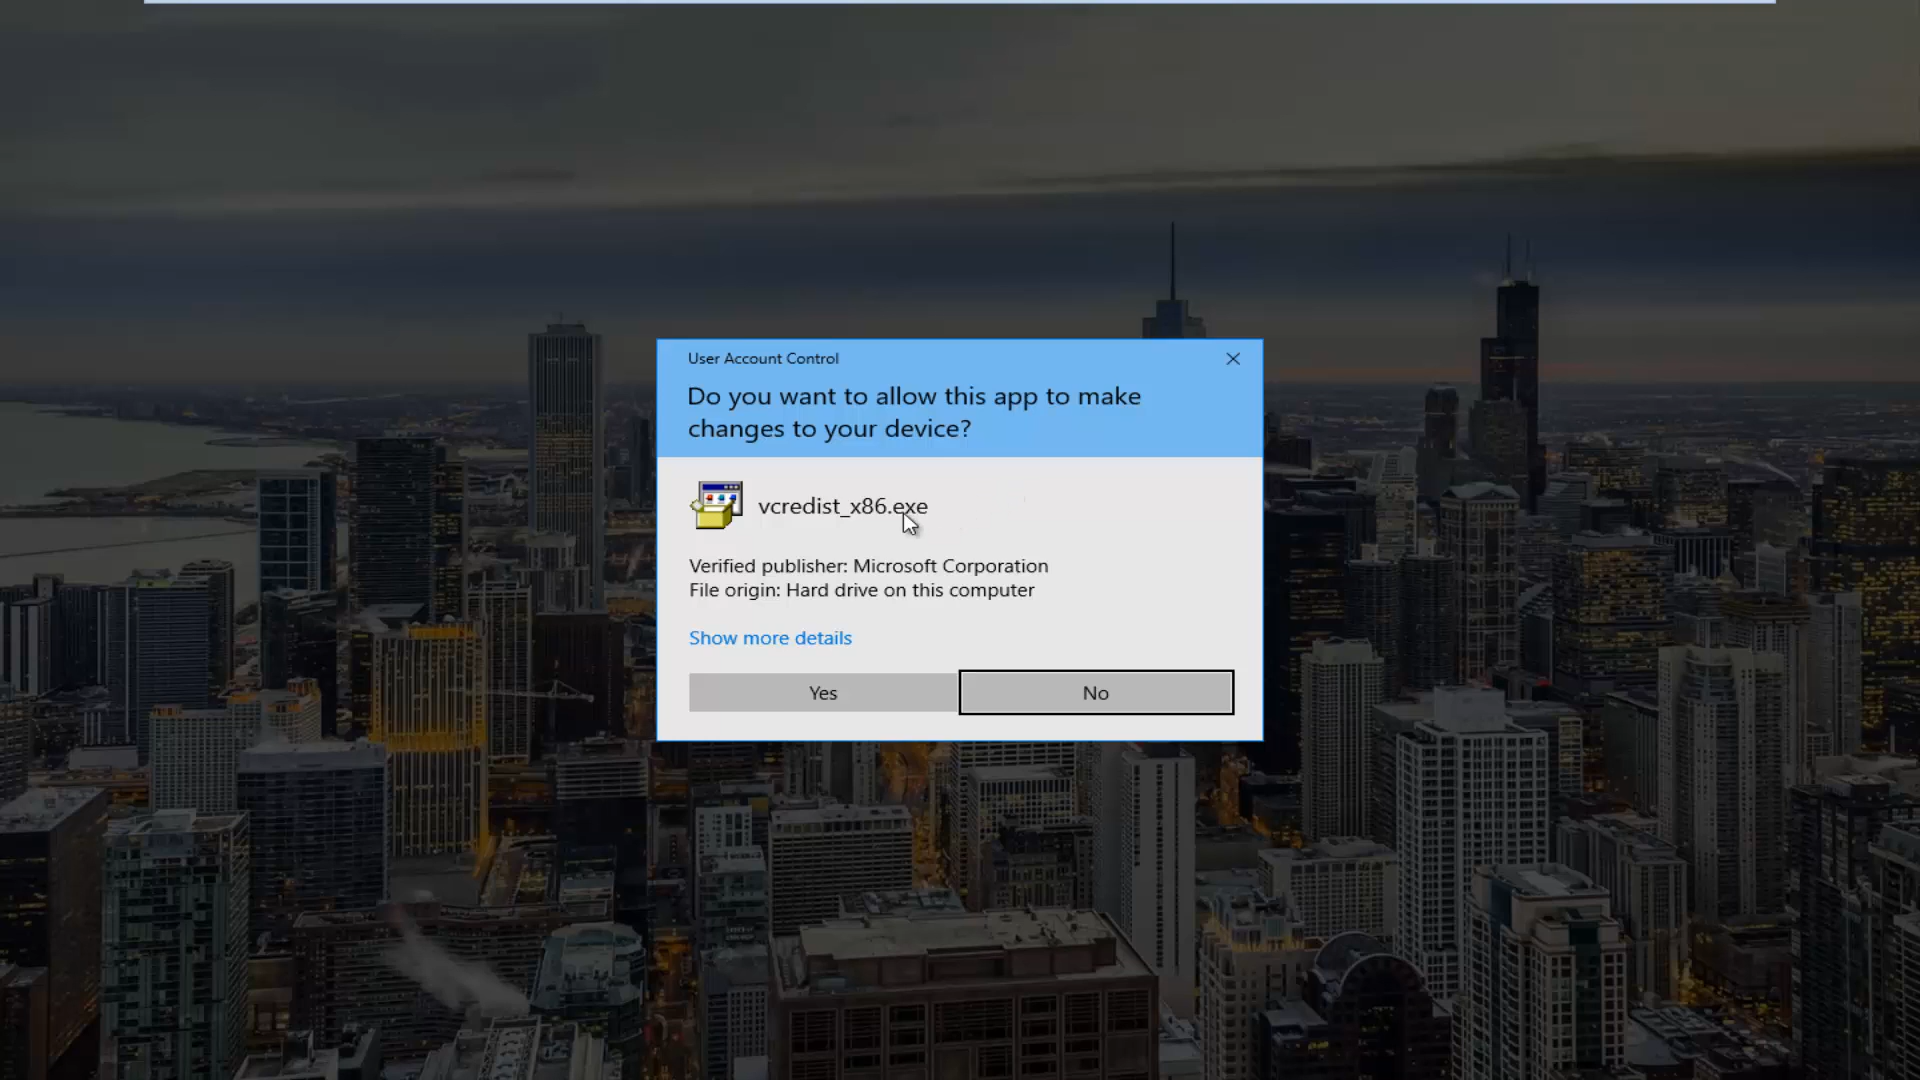 User Account Control
Do you want to allow this app to make
changes to your device?
vcredist_x86.exe
Verified publisher: Microsoft Corporation
File origin: Hard drive on this computer
Show more details
Yes
No